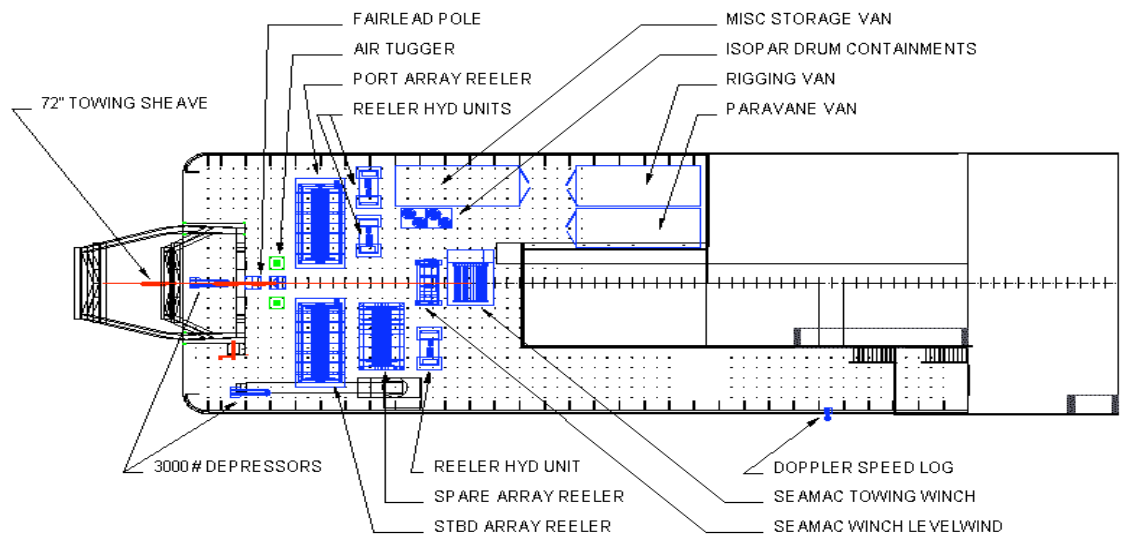 FAIRLEAD POLE
AIR TUGGER
PORT ARRAY REELER
REELER HYD UNITS
72" TOWING SHEAVE
MISC STORAGE VAN
ISOPAR DRUM CONTAINMENTS
RIGGING VAN
PARAVANE VAN
3000# DEPRESSORS
REELER HYD UNIT
SPARE ARRAY REELER
STBD ARRAY REELER
DOPPLER SPEED LOG
SEAMAC TOWING WINCH
SEAMAC WINCH LEVELWIND